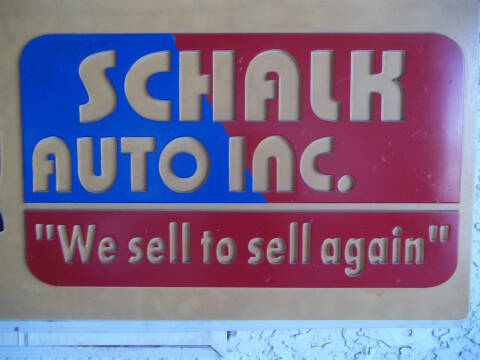 SCHALK
AUTO INC.
"We sell to sell again"